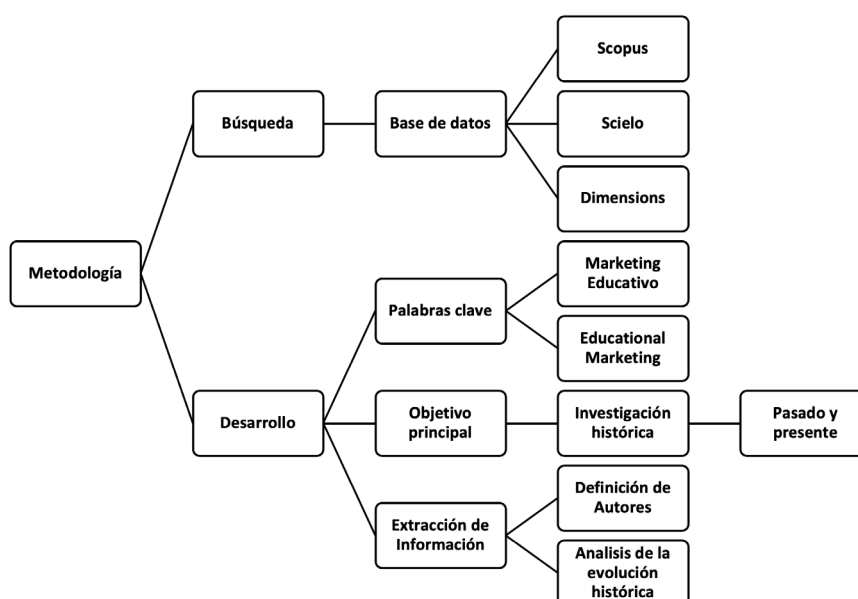 Metodología
Búsqueda
Base de datos
Scopus
Scielo
Dimensions
Desarrollo
Palabras clave
Marketing
Educativo
Educational
Marketing
Objetivo
principal
Investigación
histórica
Pasado y
presente
Extracción de
Información
Definición de
Autores
Analisis de la
evolución
histórica